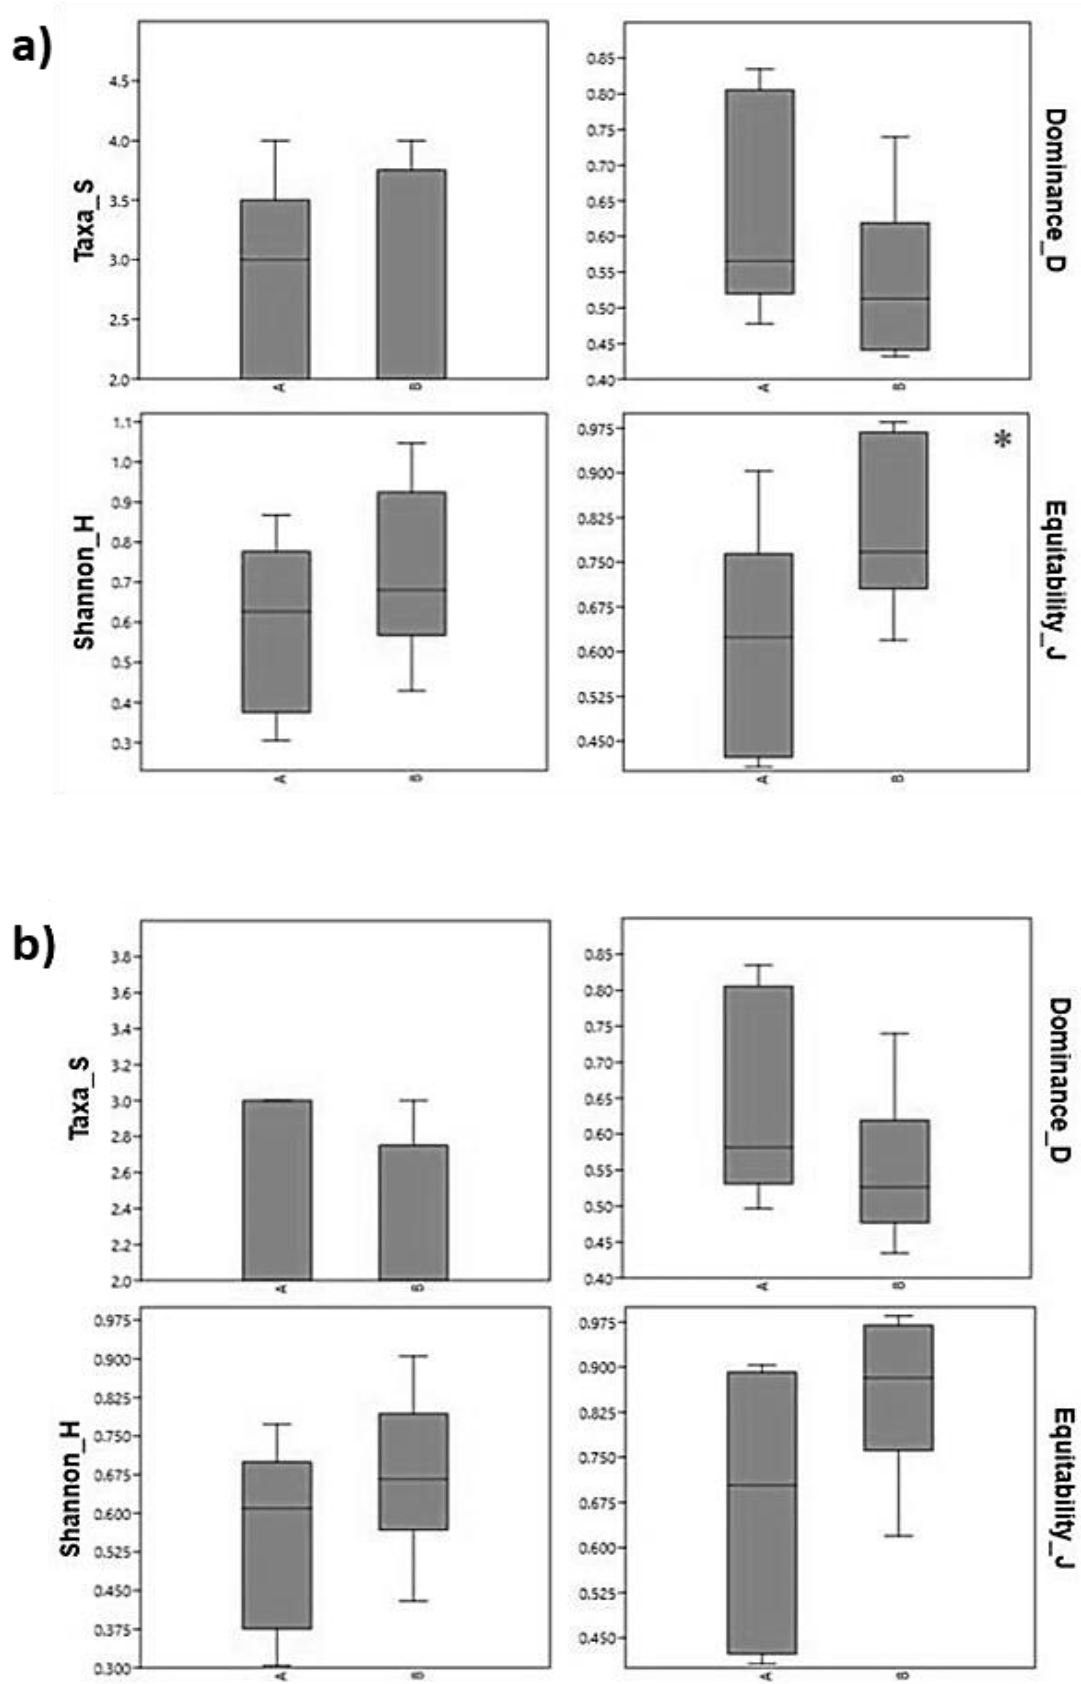 a)
Taxa_S
4.5
4.0
3.5
3.0
2.5
2.0
A
B
Dominance_D
0.85
0.80
0.75
0.70
0.65
0.60
0.55
0.50
0.45
0.40
A
B
Shannon_H
1.1
1.0
0.9
0.8
0.7
0.6
0.5
0.4
0.3
A
B
Equitability_J
*
0.975
0.900
0.825
0.750
0.675
0.600
0.525
0.450
A
B
b)
Taxa_S
3.8
3.6
3.4
3.2
3.0
2.8
2.6
2.4
2.2
2.0
A
B
Dominance_D
0.85
0.80
0.75
0.70
0.65
0.60
0.55
0.50
0.45
0.40
A
B
Shannon_H
0.975
0.900
0.825
0.750
0.675
0.600
0.525
0.450
0.375
0.300
A
B
Equitability_J
0.975
0.900
0.825
0.750
0.675
0.600
0.525
0.450
A
B